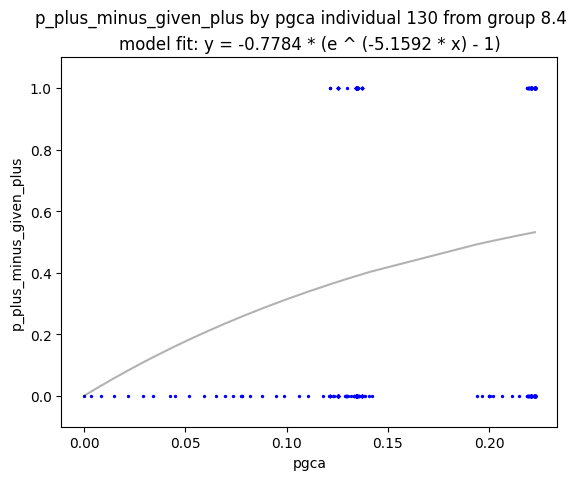 p_plus_minus_given_plus by pgca individual 130 from group 8.4
model fit: y = -0.7784 * (e ^ (-5.1592 * x) - 1)
1.0
0.8
0.6
0.4
0.2
0.0
p_plus_minus_given_plus
0.00
0.05
0.10
0.15
0.20
pgca